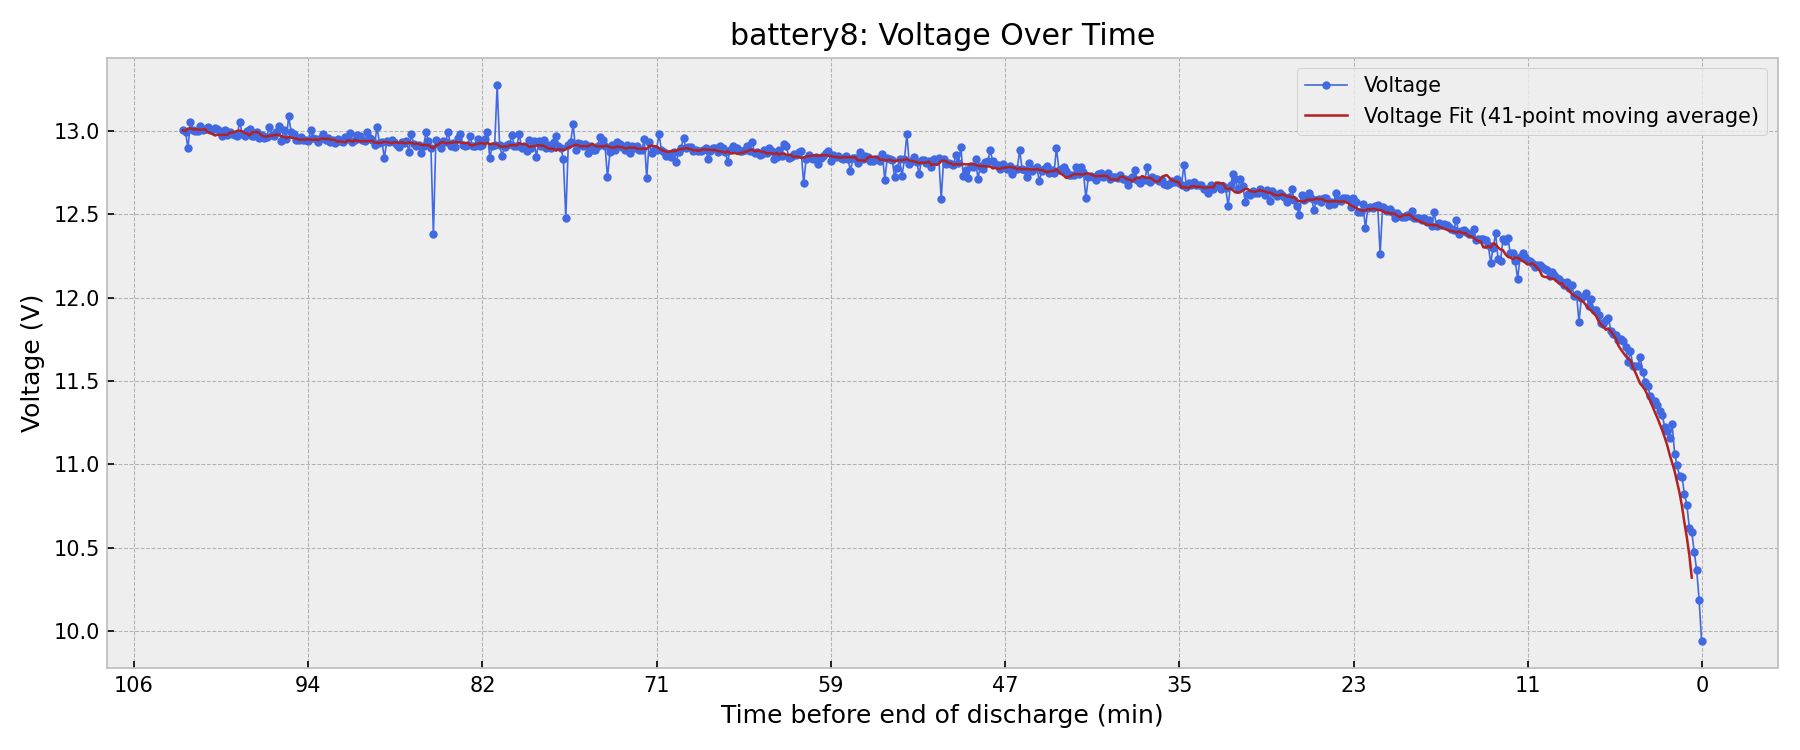 battery8: Voltage Over Time
Voltage
Voltage Fit (41-point moving average)
Voltage (V)
13.0
12.5
12.0
11.5
11.0
10.5
10.0
106 94 82 71 59 47 35 23 11 0
Time before end of discharge (min)